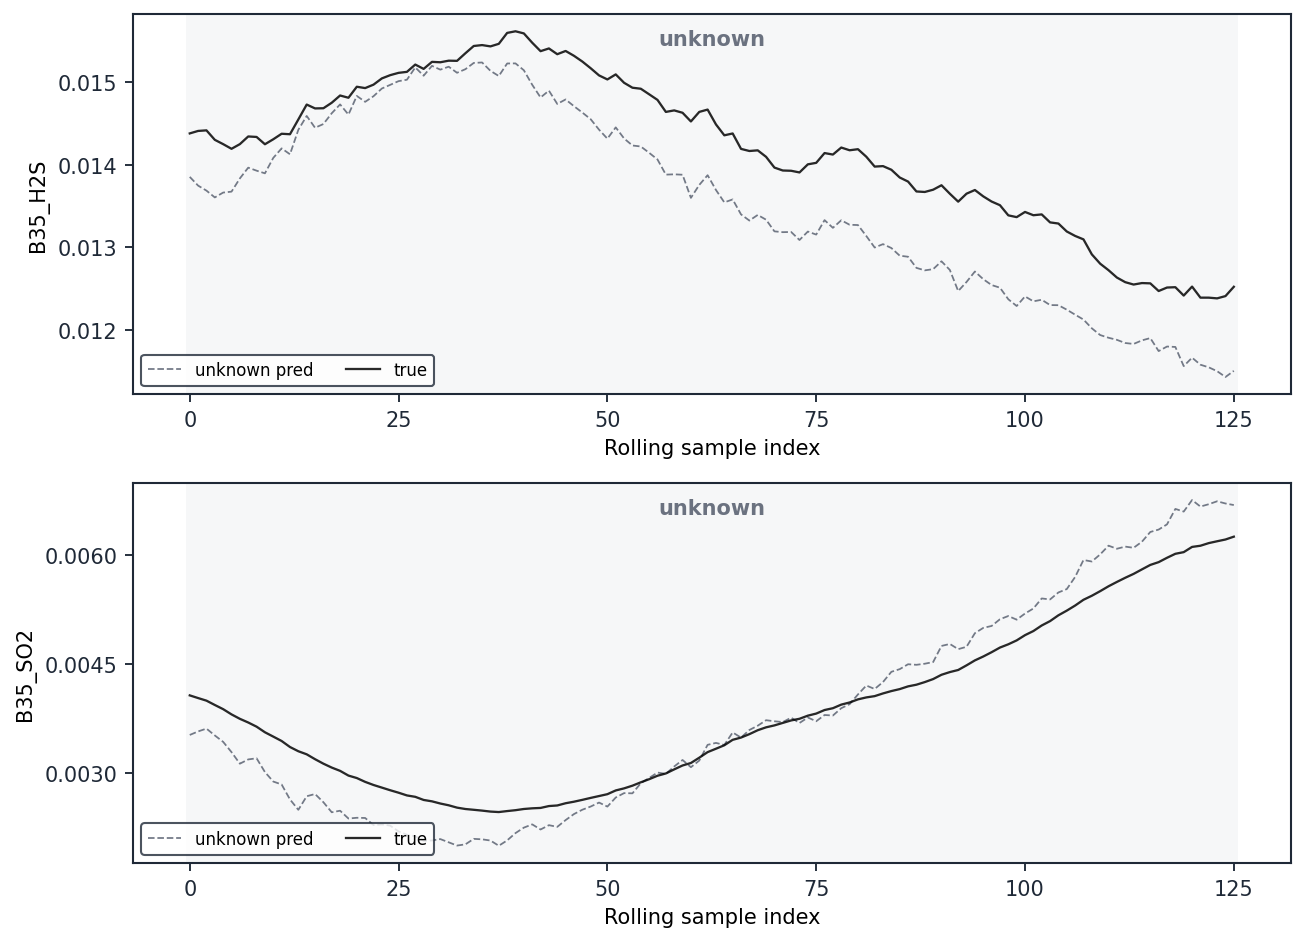 unknown
0.015
0.014
0.013
0.012
B35_H2S
unknown pred true
0 25 50 75 100 125
Rolling sample index
unknown
0.0060
0.0045
0.0030
B35_SO2
unknown pred true
0 25 50 75 100 125
Rolling sample index